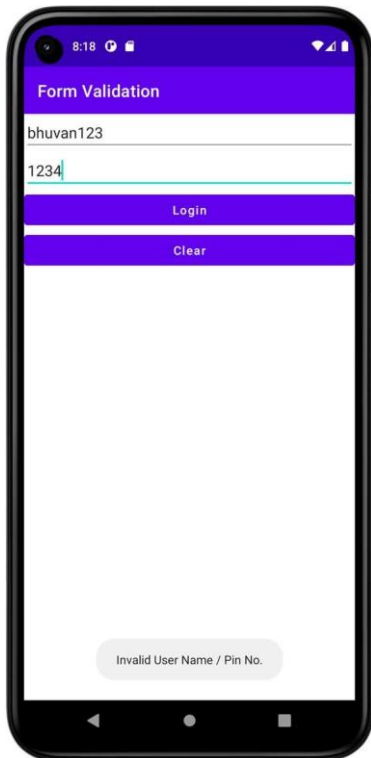 8:18
Form Validation
bhuvan123
1234
Login
Clear
Invalid User Name / Pin No.